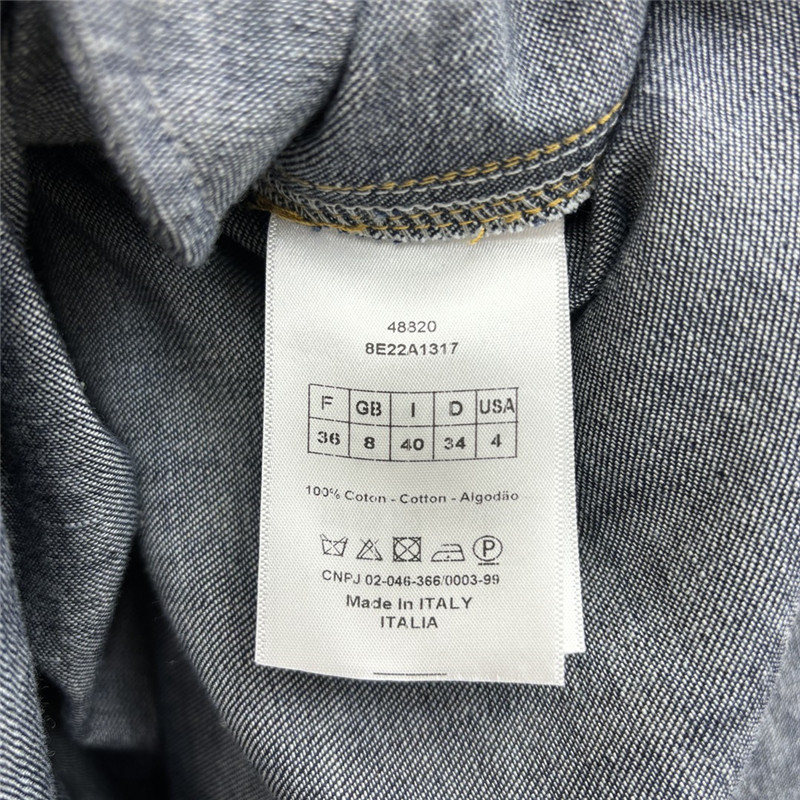 48820
8E22A1317
F GB I D USA
36 8 40 34 4
100% Coton - Cotton - Algodão
P
CNPJ 02-046-366/0003-99
Made In ITALY
ITALIA